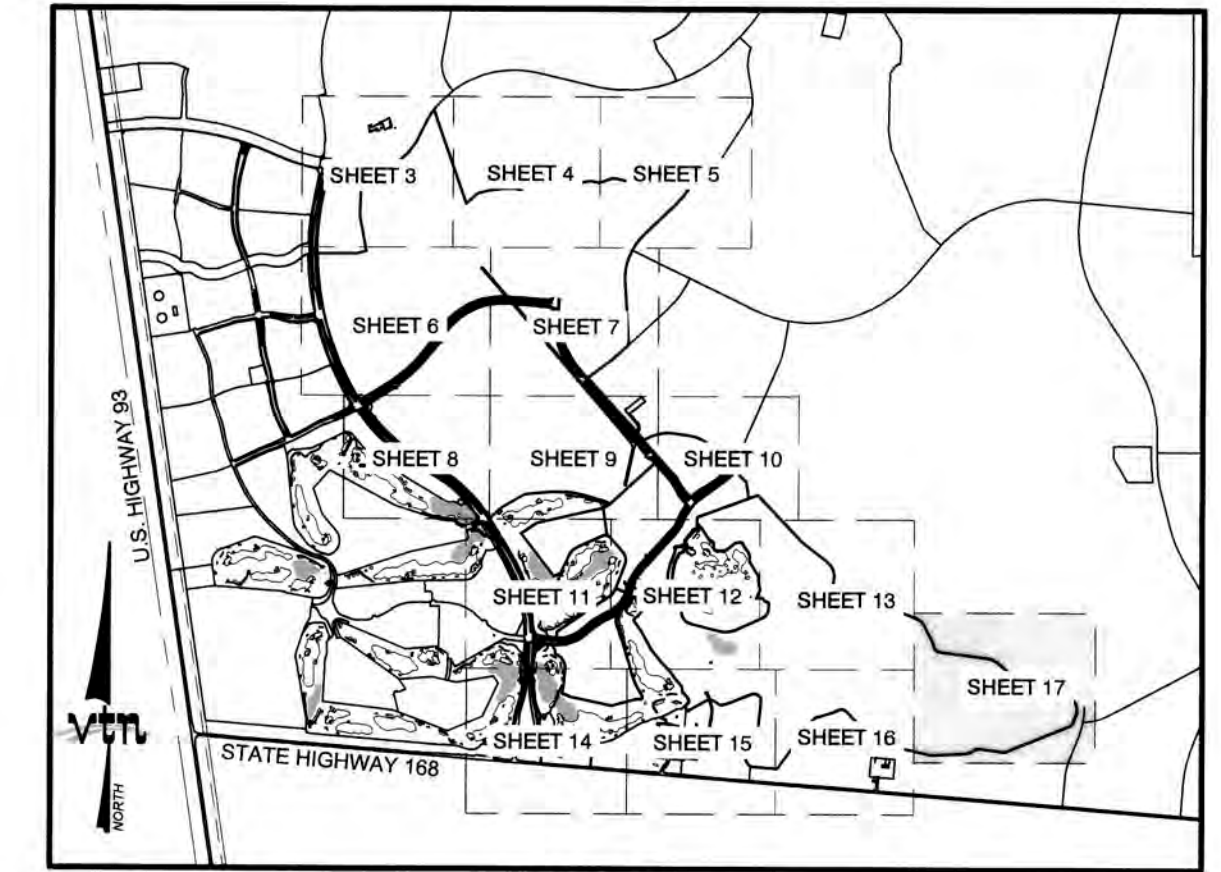 SHEET 3
SHEET 4
SHEET 5
SHEET 6
SHEET 7
SHEET 8
SHEET 9
SHEET 10
SHEET 11
SHEET 12
SHEET 13
SHEET 14
SHEET 15
SHEET 16
SHEET 17
U.S. HIGHWAY 93
STATE HIGHWAY 168
vtn
NORTH